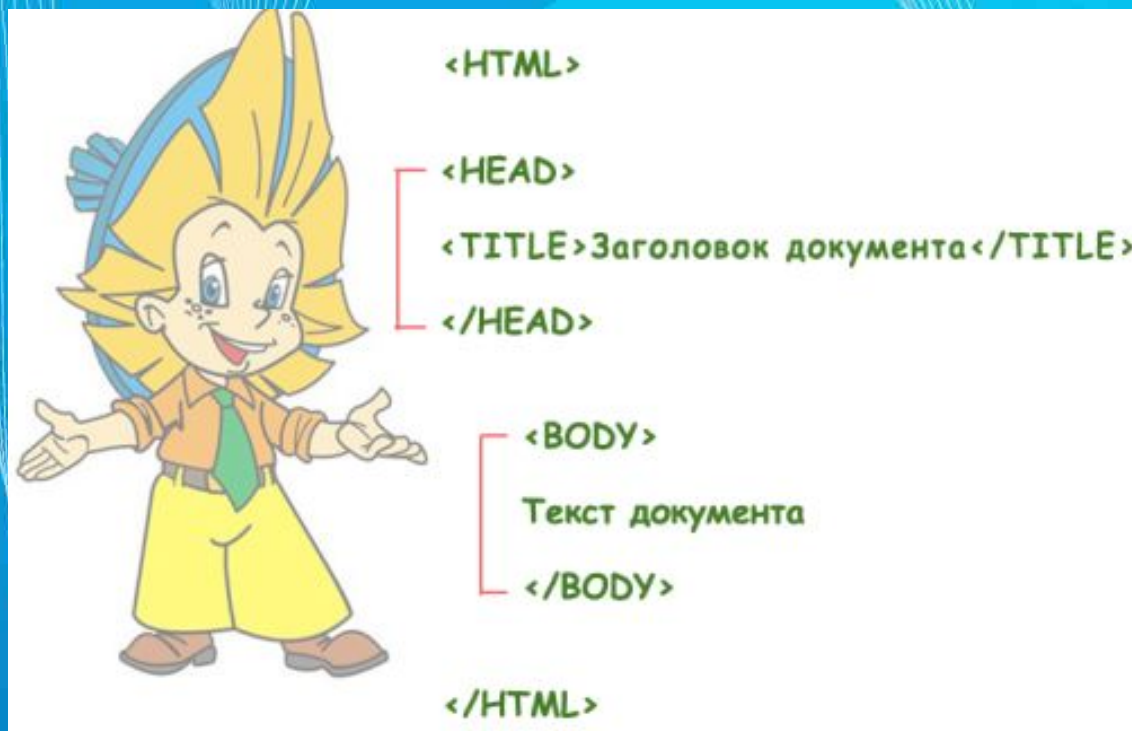 <HTML>
<HEAD>
<TITLE>Заголовок документа</TITLE>
</HEAD>
<BODY>
Текст документа
</BODY>
</HTML>